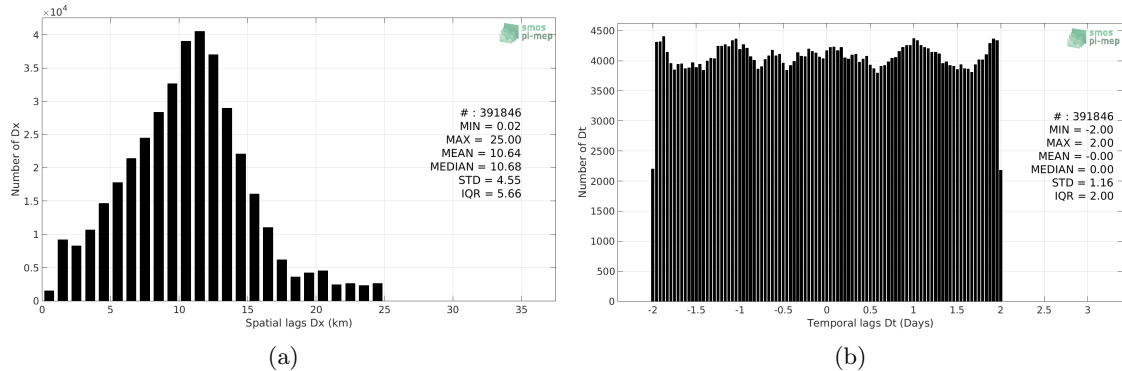 ×10⁴
4
3.5
3
2.5
2
1.5
1
0.5
0
0 5 10 15 20 25 30 35
Number of Dx
Spatial lags Dx (km)
smos
pi-mep
# : 391846
MIN = 0.02
MAX = 25.00
MEAN = 10.64
MEDIAN = 10.68
STD = 4.55
IQR = 5.66
(a)
4500
4000
3500
3000
2500
2000
1500
1000
500
0
-2 -1.5 -1 -0.5 0 0.5 1 1.5 2 2.5 3
Number of Dt
Temporal lags Dt (Days)
smos
pi-mep
# : 391846
MIN = -2.00
MAX = 2.00
MEAN = -0.00
MEDIAN = 0.00
STD = 1.16
IQR = 2.00
(b)